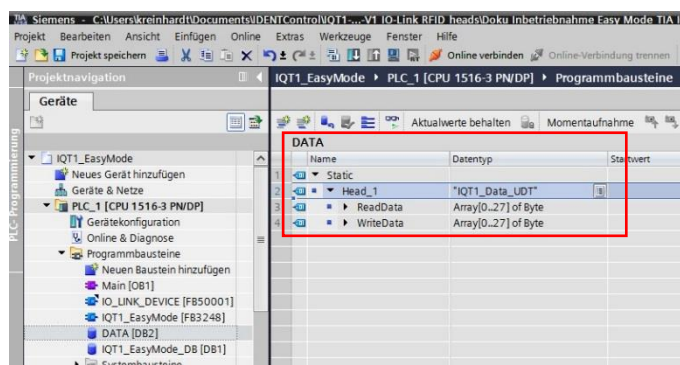 Siemens - C:\Users\kreinhardt\Documents\IDENTControl\IQT1-...-V1 IO-Link RFID heads\Doku Inbetriebnahme Easy Mode TIA
Projekt Bearbeiten Ansicht Einfügen Online Extras Werkzeuge Fenster Hilfe
Projekt speichern Online verbinden Online-Verbindung trennen
Projektnavigation IQT1_EasyMode PLC_1 [CPU 1516-3 PN/DP] Programmbausteine
Geräte
Aktualwerte behalten Momentaufnahme
DATA
Name Datentyp Startwert
1 Static
Head_1 "IQT1_Data_UDT"
3 ReadData Array[0..27] of Byte
4 WriteData Array[0..27] of Byte
IQT1_EasyMode
Neues Gerät hinzufügen
Geräte & Netze
PLC_1 [CPU 1516-3 PN/DP]
Gerätekonfiguration
Online & Diagnose
Programmbausteine
Neuen Baustein hinzufügen
Main [OB1]
IO_LINK_DEVICE [FB50001]
IQT1_EasyMode [FB3248]
DATA [DB2]
IQT1_EasyMode_DB [DB1]
Systembausteine
PLC-Programmierung